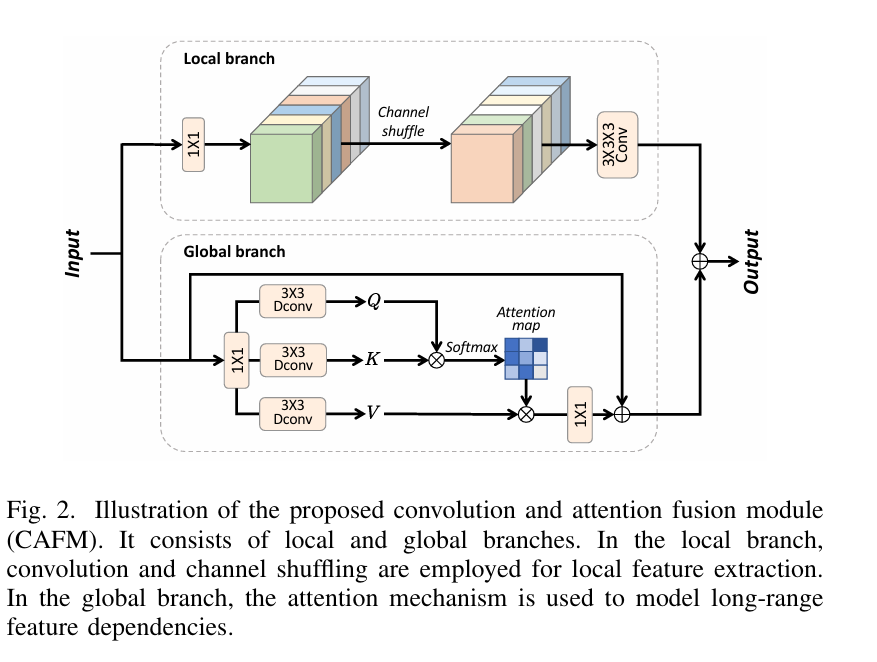 Local branch
1X1
Channel
shuffle
3X3X3
Conv
Input
Output
Global branch
1X1
3X3
Dconv
Q
3X3
Dconv
K
3X3
Dconv
V
Softmax
Attention
map
1X1
Fig. 2. Illustration of the proposed convolution and attention fusion module
(CAFM). It consists of local and global branches. In the local branch,
convolution and channel shuffling are employed for local feature extraction.
In the global branch, the attention mechanism is used to model long-range
feature dependencies.